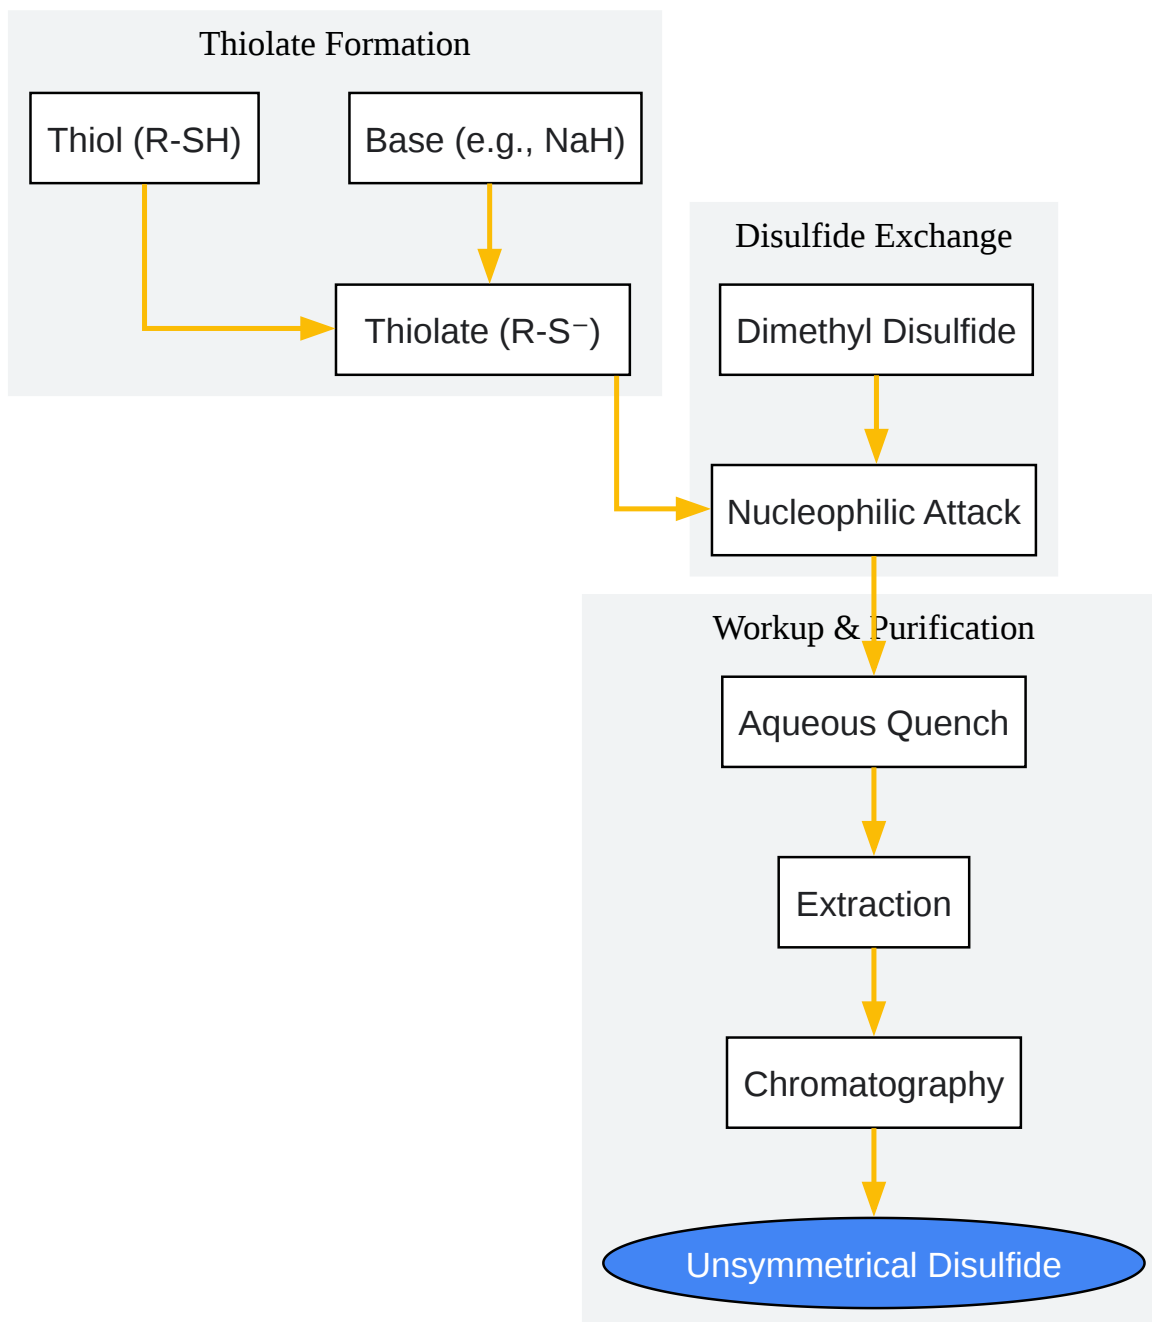 Thiolate Formation
Thiol (R-SH)
Base (e.g., NaH)
Thiolate (R-S⁻)
Disulfide Exchange
Dimethyl Disulfide
Nucleophilic Attack
Workup & Purification
Aqueous Quench
Extraction
Chromatography
Unsymmetrical Disulfide